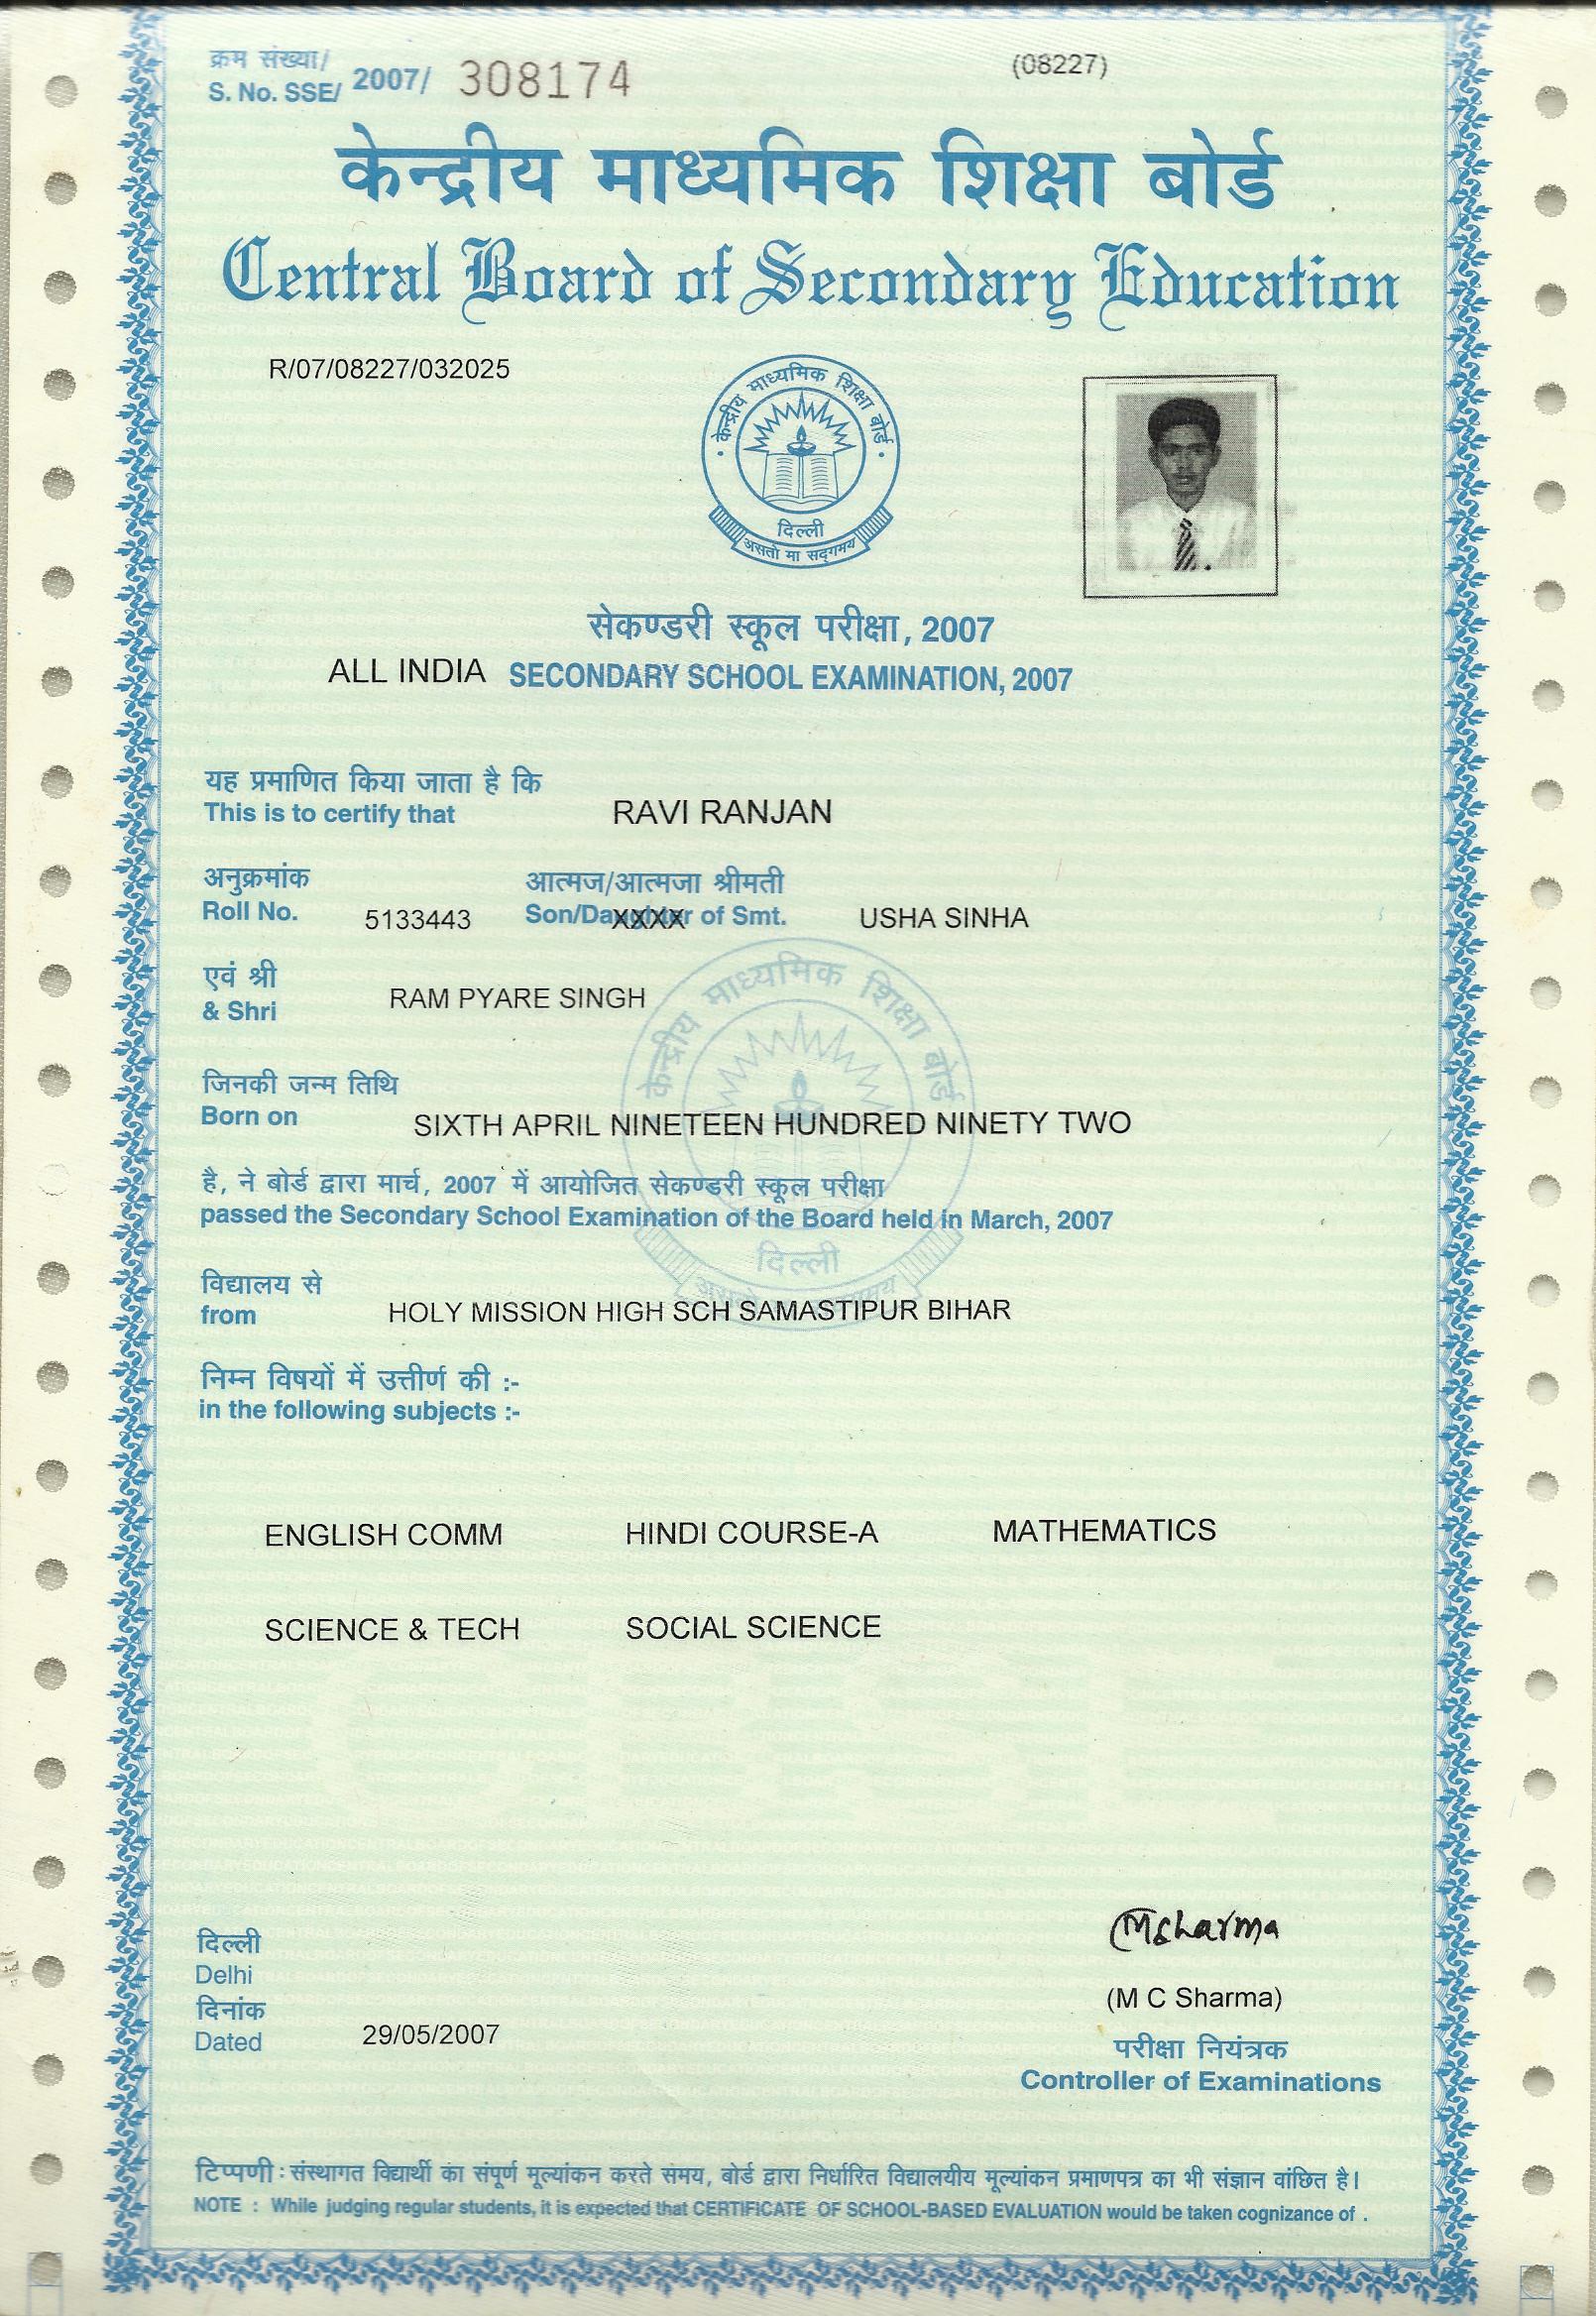 क्रम संख्या/
S. No. SSE/ 2007/ 308174 (08227)
केन्द्रीय माध्यमिक शिक्षा बोर्ड
Central Board of Secondary Education
R/07/08227/032025
केन्द्रीय माध्यमिक शिक्षा बोर्ड
दिल्ली
असतो मा सद्गमय
सेकण्डरी स्कूल परीक्षा, 2007
ALL INDIA SECONDARY SCHOOL EXAMINATION, 2007
यह प्रमाणित किया जाता है कि
This is to certify that RAVI RANJAN
अनुक्रमांक आत्मज/आत्मजा श्रीमती
Roll No. 5133443 Son/Daughter of Smt. USHA SINHA
एवं श्री
& Shri RAM PYARE SINGH
केन्द्रीय माध्यमिक शिक्षा बोर्ड
जिनकी जन्म तिथि
Born on SIXTH APRIL NINETEEN HUNDRED NINETY TWO
है, ने बोर्ड द्वारा मार्च, 2007 में आयोजित सेकण्डरी स्कूल परीक्षा
passed the Secondary School Examination of the Board held in March, 2007
दिल्ली
विद्यालय से
from HOLY MISSION HIGH SCH SAMASTIPUR BIHAR
निम्न विषयों में उत्तीर्ण की :-
in the following subjects :-
ENGLISH COMM HINDI COURSE-A MATHEMATICS
SCIENCE & TECH SOCIAL SCIENCE
दिल्ली
Delhi
दिनांक
Dated 29/05/2007
MSharma
(M C Sharma)
परीक्षा नियंत्रक
Controller of Examinations
टिप्पणी : संस्थागत विद्यार्थी का संपूर्ण मूल्यांकन करते समय, बोर्ड द्वारा निर्धारित विद्यालयीय मूल्यांकन प्रमाणपत्र का भी संज्ञान वांछित है।
NOTE : While judging regular students, it is expected that CERTIFICATE OF SCHOOL-BASED EVALUATION would be taken cognizance of .